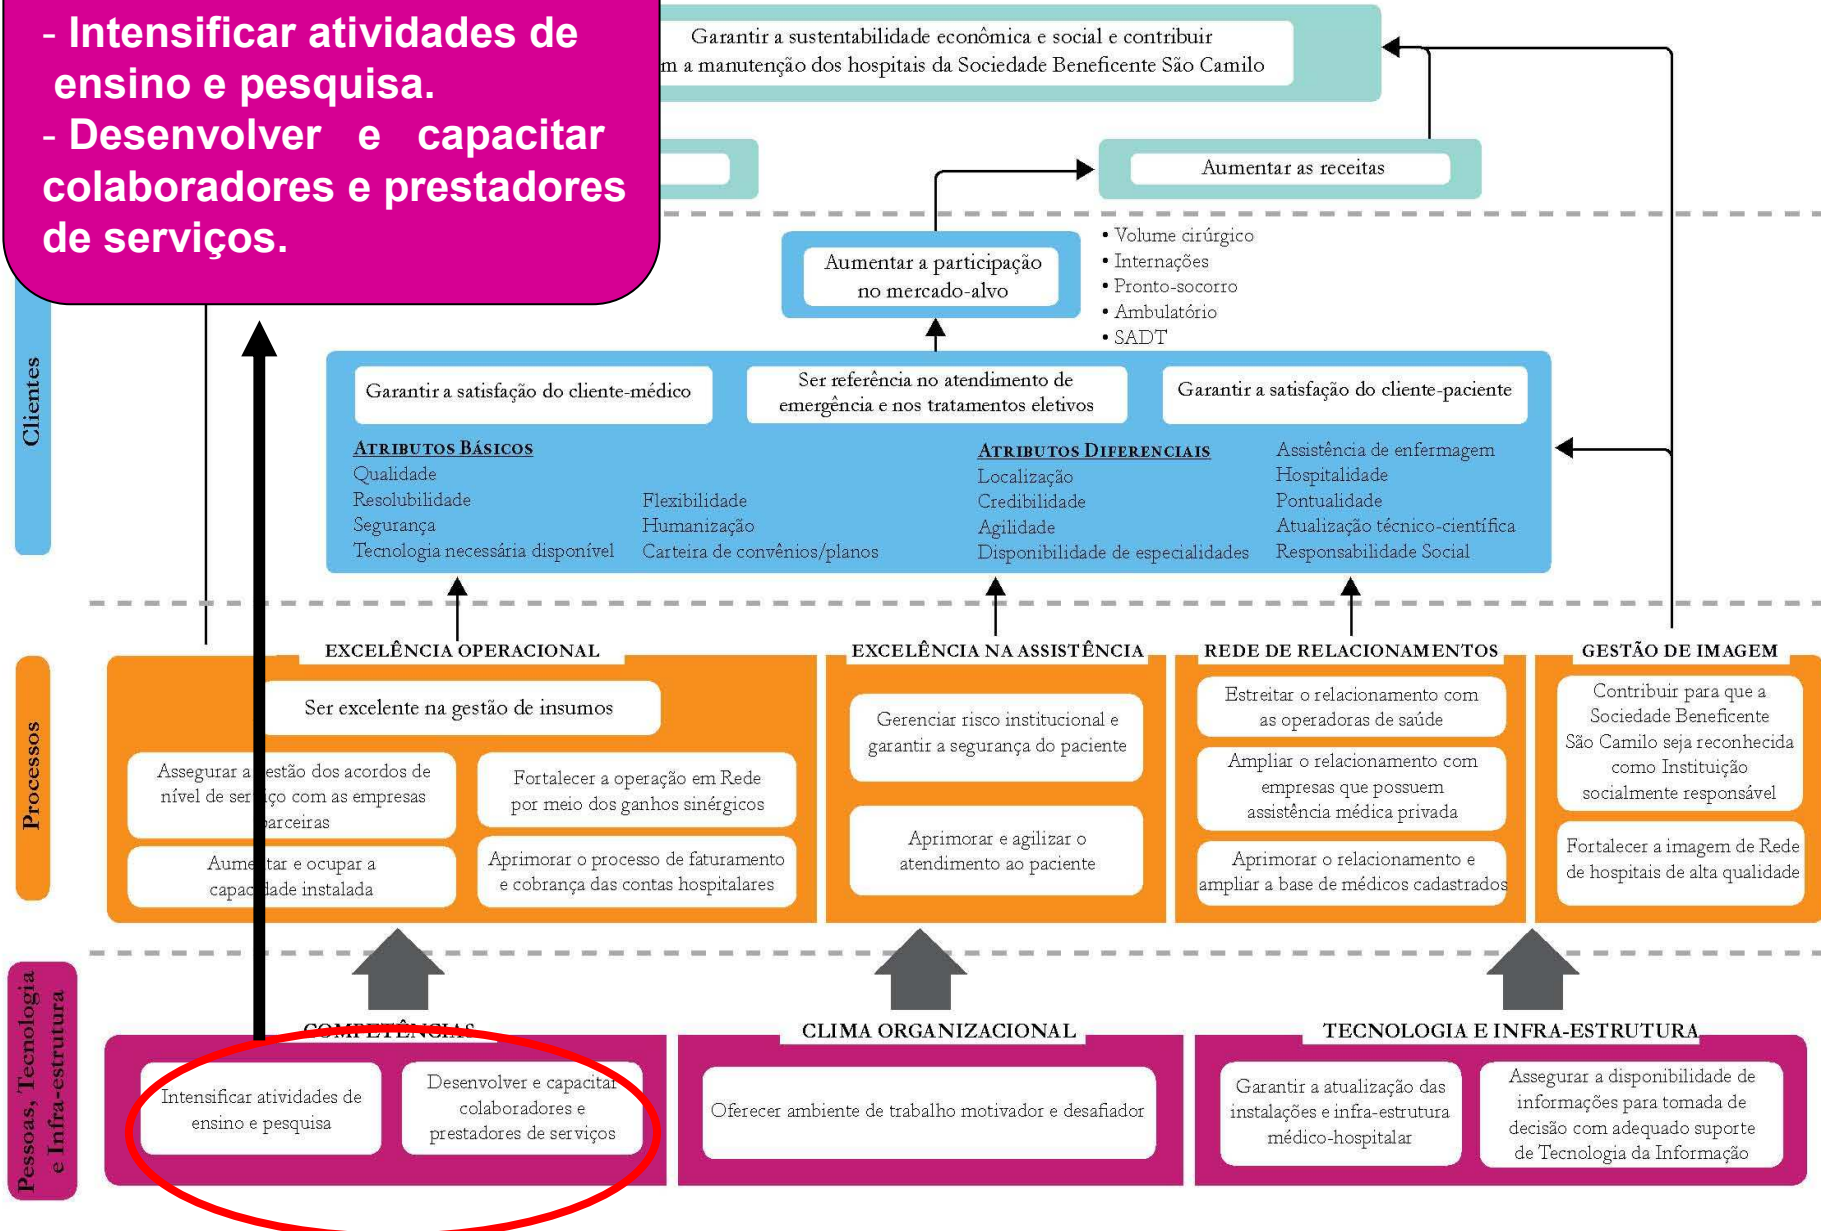 - Intensificar atividades de
ensino e pesquisa.
- Desenvolver e capacitar
colaboradores e prestadores
de serviços.
Garantir a sustentabilidade econômica e social e contribuir
a manutenção dos hospitais da Sociedade Beneficente São Camilo
Aumentar as receitas
Clientes
Aumentar a participação
no mercado-alvo
• Volume cirúrgico
• Internações
• Pronto-socorro
• Ambulatório
• SADT
Garantir a satisfação do cliente-médico
Ser referência no atendimento de
emergência e nos tratamentos eletivos
Garantir a satisfação do cliente-paciente
ATRIBUTOS BÁSICOS
Qualidade
Resolubilidade
Segurança
Tecnologia necessária disponível
Flexibilidade
Humanização
Carteira de convênios/planos
ATRIBUTOS DIFERENCIAIS
Localização
Credibilidade
Agilidade
Disponibilidade de especialidades
Assistência de enfermagem
Hospitalidade
Pontualidade
Atualização técnico-científica
Responsabilidade Social
Processos
EXCELÊNCIA OPERACIONAL
Ser excelente na gestão de insumos
Assegurar a gestão dos acordos de
nível de serviço com as empresas
parceiras
Fortalecer a operação em Rede
por meio dos ganhos sinérgicos
Aumentar e ocupar a
capacidade instalada
Aprimorar o processo de faturamento
e cobrança das contas hospitalares
EXCELÊNCIA NA ASSISTÊNCIA
Gerenciar risco institucional e
garantir a segurança do paciente
Aprimorar e agilizar o
atendimento ao paciente
REDE DE RELACIONAMENTOS
Estreitar o relacionamento com
as operadoras de saúde
Ampliar o relacionamento com
empresas que possuem
assistência médica privada
Aprimorar o relacionamento e
ampliar a base de médicos cadastrados
GESTÃO DE IMAGEM
Contribuir para que a
Sociedade Beneficente
São Camilo seja reconhecida
como Instituição
socialmente responsável
Fortalecer a imagem de Rede
de hospitais de alta qualidade
Pessoas, Tecnologia
e Infra-estrutura
COMPETÊNCIAS
Intensificar atividades de
ensino e pesquisa
Desenvolver e capacitar
colaboradores e
prestadores de serviços
CLIMA ORGANIZACIONAL
Oferecer ambiente de trabalho motivador e desafiador
TECNOLOGIA E INFRA-ESTRUTURA
Garantir a atualização das
instalações e infra-estrutura
médico-hospitalar
Assegurar a disponibilidade de
informações para tomada de
decisão com adequado suporte
de Tecnologia da Informação